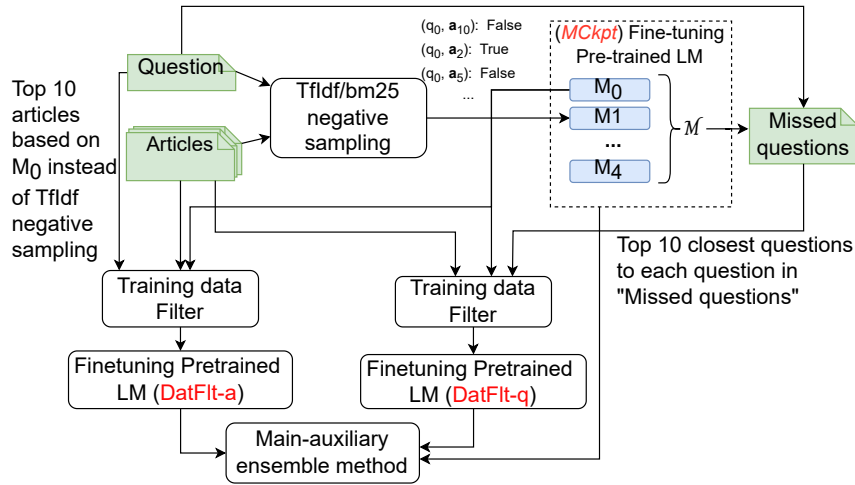 (q0, a10): False
(q0, a2): True
(q0, a5): False
...
(MCkpt) Fine-tuning
Pre-trained LM
M0
M1
...
M4
M
Question
Articles
Tfldf/bm25
negative
sampling
Missed
questions
Top 10
articles
based on
M0 instead
of Tfldf
negative
sampling
Top 10 closest questions
to each question in
"Missed questions"
Training data
Filter
Training data
Filter
Finetuning Pretrained
LM (DatFlt-a)
Finetuning Pretrained
LM (DatFlt-q)
Main-auxiliary
ensemble method